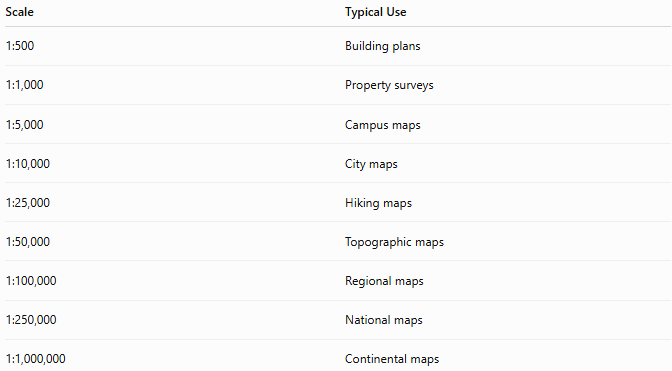 Scale Typical Use
1:500 Building plans
1:1,000 Property surveys
1:5,000 Campus maps
1:10,000 City maps
1:25,000 Hiking maps
1:50,000 Topographic maps
1:100,000 Regional maps
1:250,000 National maps
1:1,000,000 Continental maps